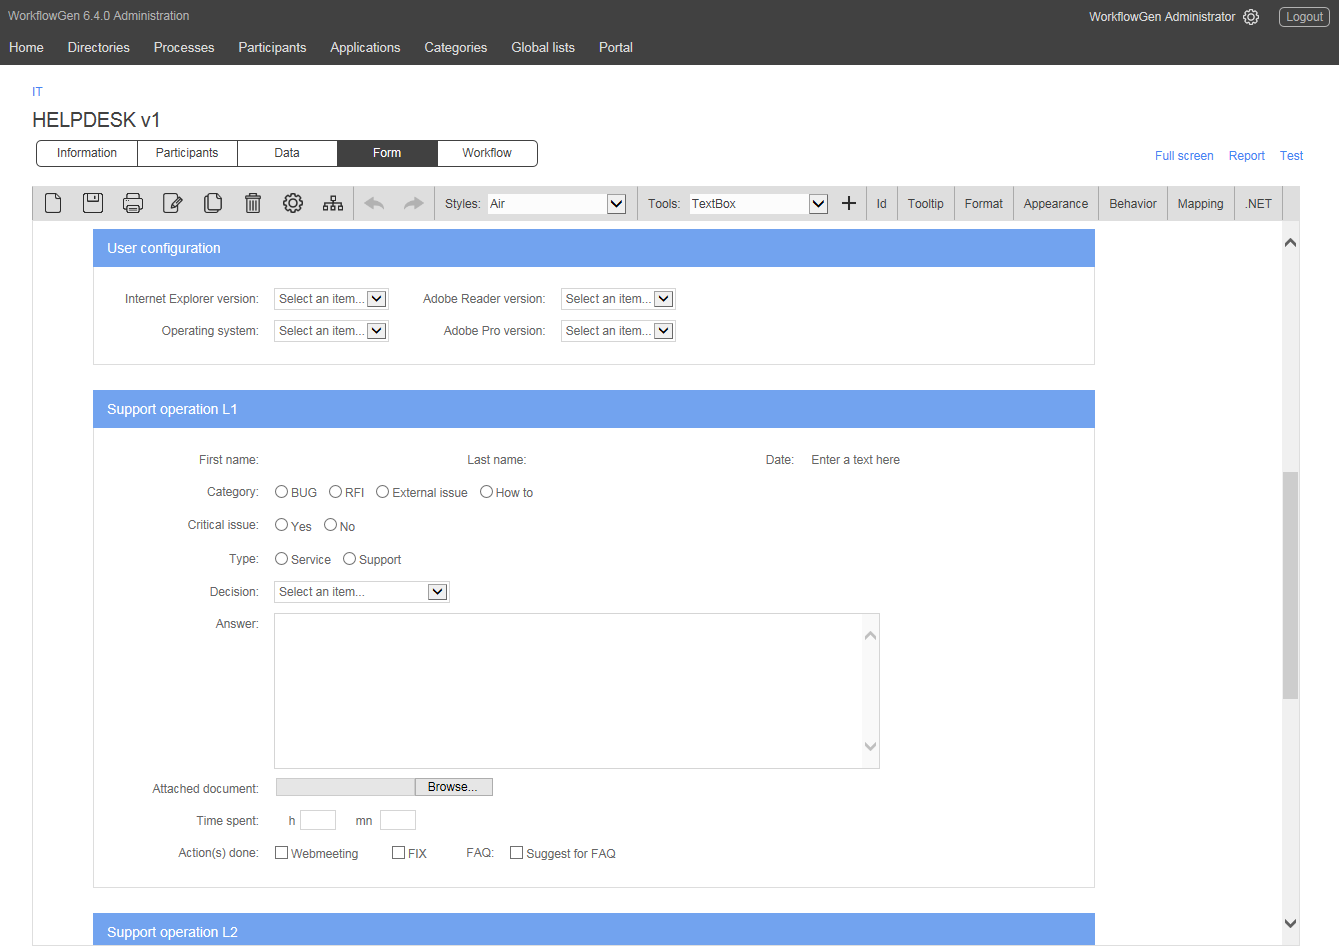 WorkflowGen 6.4.0 Administration
WorkflowGen Administrator Logout
Home Directories Processes Participants Applications Categories Global lists Portal
IT
HELPDESK v1
Information Participants Data Form Workflow
Full screen Report Test
Styles: Air Tools: TextBox Id Tooltip Format Appearance Behavior Mapping .NET
User configuration
Internet Explorer version: Select an item... Adobe Reader version: Select an item...
Operating system: Select an item... Adobe Pro version: Select an item...
Support operation L1
First name: Last name: Date: Enter a text here
Category: BUG RFI External issue How to
Critical issue: Yes No
Type: Service Support
Decision: Select an item...
Answer:
Attached document: Browse...
Time spent: h mn
Action(s) done: Webmeeting FIX FAQ: Suggest for FAQ
Support operation L2